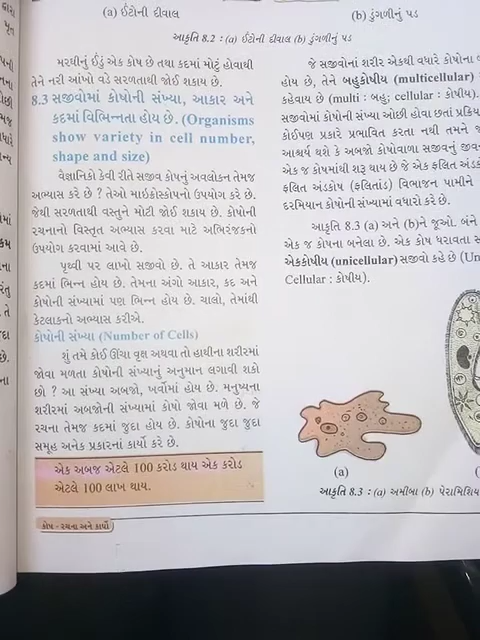 (a) ઈંટોની દીવાલ
(b) ડુંગળીનું પડ
આકૃતિ 8.2 : (a) ઈંટોની દીવાલ (b) ડુંગળીનું પડ
મરઘીનું ઈંડું એક કોષ છે તથા કદમાં મોટું હોવાથી
તેને નરી આંખો વડે સરળતાથી જોઈ શકાય છે.
8.3 સજીવોમાં કોષોની સંખ્યા, આકાર અને
કદમાં વિભિન્નતા હોય છે. (Organisms
show variety in cell number,
shape and size)
વૈજ્ઞાનિકો કેવી રીતે સજીવ કોષનું અવલોકન તેમજ
અભ્યાસ કરે છે ? તેઓ માઇક્રોસ્કોપનો ઉપયોગ કરે છે.
જેથી સરળતાથી વસ્તુને મોટી જોઈ શકાય છે. કોષોની
રચનાનો વિસ્તૃત અભ્યાસ કરવા માટે અભિરંજકનો
ઉપયોગ કરવામાં આવે છે.
પૃથ્વી પર લાખો સજીવો છે. તે આકાર તેમજ
કદમાં ભિન્ન હોય છે. તેમના અંગો આકાર, કદ અને
કોષોની સંખ્યામાં પણ ભિન્ન હોય છે. ચાલો, તેમાંથી
કેટલાકનો અભ્યાસ કરીએ.
કોષોની સંખ્યા (Number of Cells)
શું તમે કોઈ ઊંચા વૃક્ષ અથવા તો હાથીના શરીરમાં
જોવા મળતા કોષોની સંખ્યાનું અનુમાન લગાવી શકો
છો ? આ સંખ્યા અબજો, ખર્વોમાં હોય છે. મનુષ્યના
શરીરમાં અબજોની સંખ્યામાં કોષો જોવા મળે છે. જે
આકાર તેમજ કદમાં જુદા હોય છે. કોષોના જુદા જુદા
સમૂહ અનેક પ્રકારનાં કાર્યો કરે છે.
એક અબજ એટલે 100 કરોડ થાય એક કરોડ
એટલે 100 લાખ થાય.
કોષ - રચના અને કાર્યો
જે સજીવોનાં શરીર એકથી વધારે કોષોના
હોય છે, તેને બહુકોષીય (multicellular)
કહેવાય છે (multi : બહુ; cellular : કોષીય).
સજીવોમાં કોષોની સંખ્યા ઓછી હોવા છતાં
કોઈપણ પ્રકારે પ્રભાવિત કરતા નથી તમને
આશ્ચર્ય થશે કે અબજો કોષોવાળા સજીવનું
એક જ કોષમાંથી શરૂ થાય છે જે એક ફલિત
ફલિત અંડકોષ (ફલિતાંડ) વિભાજન પામીને
દરમિયાન કોષોની સંખ્યામાં વધારો કરે છે.
આકૃતિ 8.3 (a) અને (b)ને જૂઓ. બંને
એક જ કોષના બનેલા છે. એક કોષ ધરાવતા
એકકોષીય (unicellular) સજીવો કહે છે
Cellular : કોષીય).
(a)
આકૃતિ 8.3 : (a) અમીબા (b)